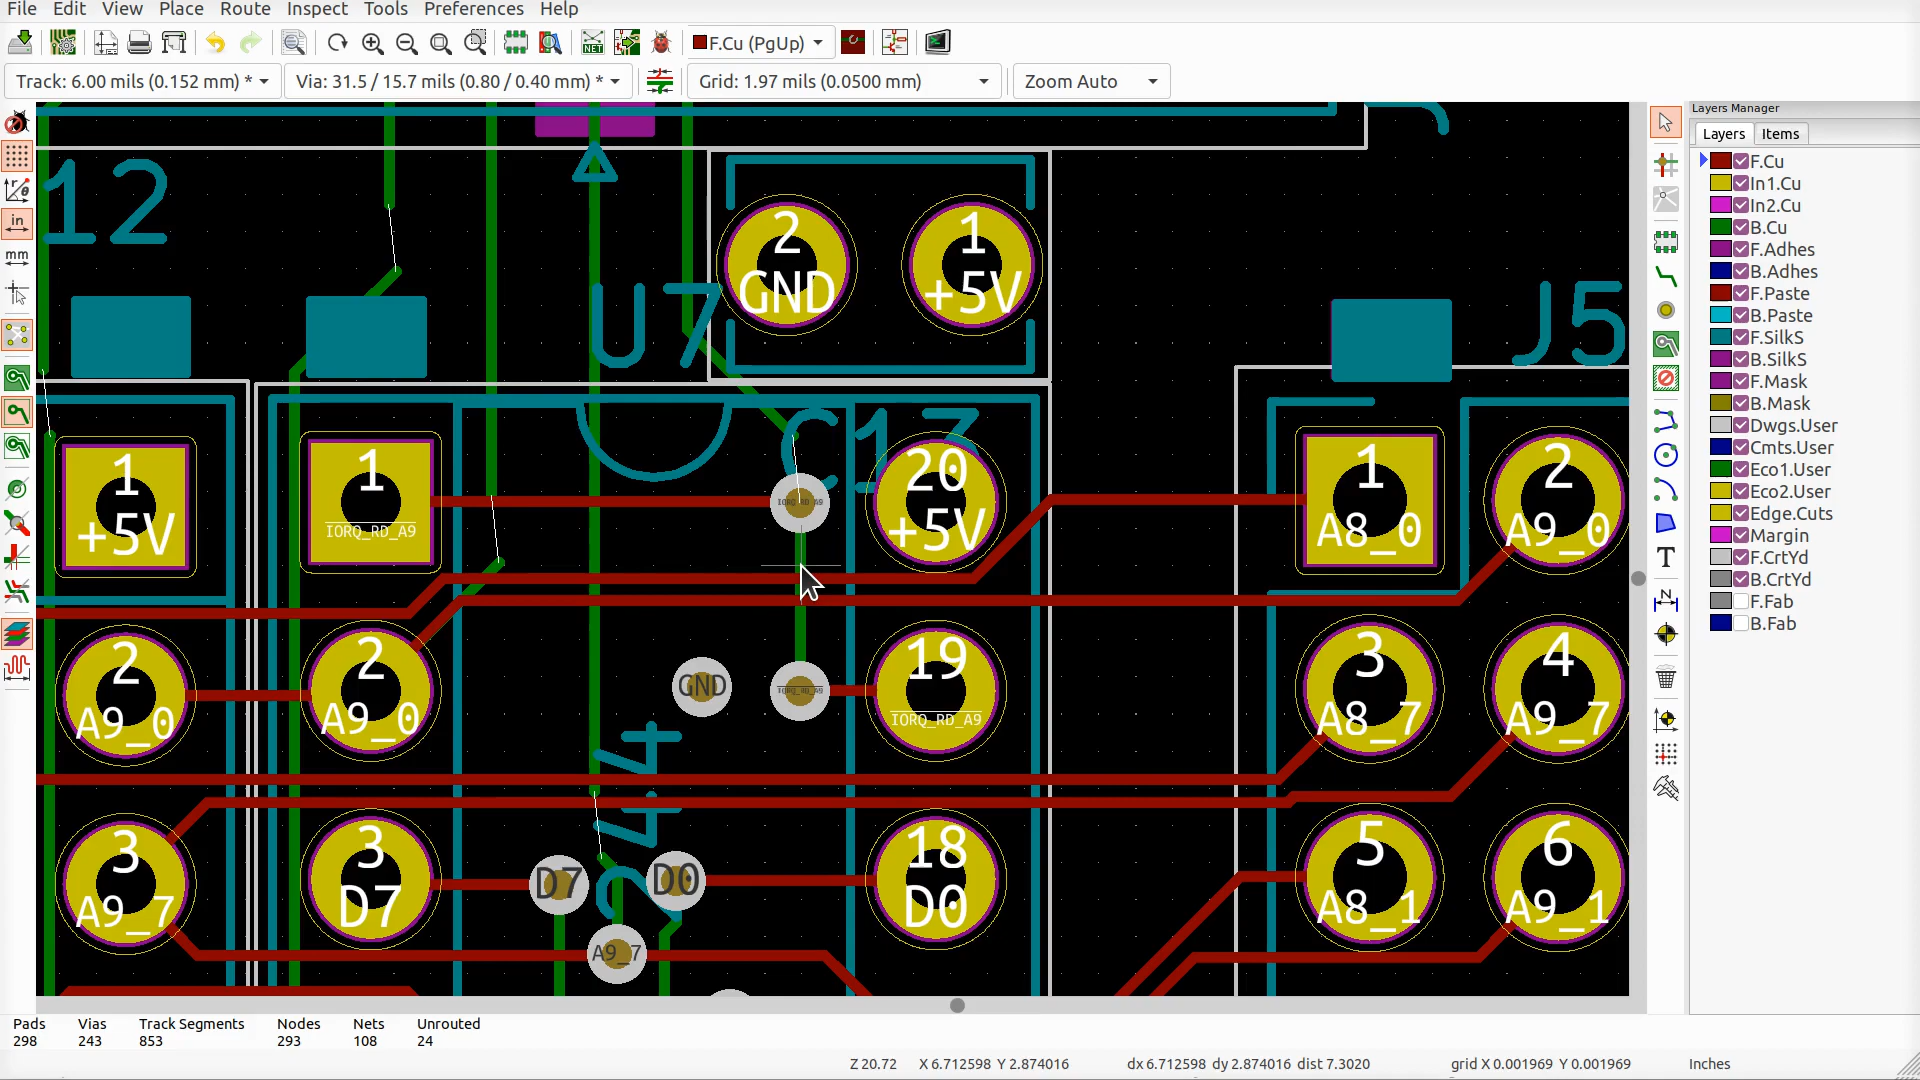 File Edit View Place Route Inspect Tools Preferences Help
F.Cu (PgUp)
Track: 6.00 mils (0.152 mm) * Via: 31.5 / 15.7 mils (0.80 / 0.40 mm) * Grid: 1.97 mils (0.0500 mm) Zoom Auto
Layers Manager
Layers Items
F.Cu
In1.Cu
In2.Cu
B.Cu
F.Adhes
B.Adhes
F.Paste
B.Paste
F.SilkS
B.SilkS
F.Mask
B.Mask
Dwgs.User
Cmts.User
Eco1.User
Eco2.User
Edge.Cuts
Margin
F.CrtYd
B.CrtYd
F.Fab
B.Fab
in
mm
NET
T
N
12
2
GND
1
+5V
U7
J5
C13
1
+5V
1
IORQ_RD_A9
IORQ_RD_A9
20
+5V
1
A8_0
2
A9_0
2
A9_0
2
A9_0
GND
IORQ_RD_A9
19
IORQ_RD_A9
3
A8_7
4
A9_7
3
A9_7
3
D7
D7
D0
18
D0
5
A8_1
6
A9_1
A9_7
Pads Vias Track Segments Nodes Nets Unrouted
298 243 853 293 108 24
Z 20.72 X 6.712598 Y 2.874016 dx 6.712598 dy 2.874016 dist 7.3020 grid X 0.001969 Y 0.001969 Inches